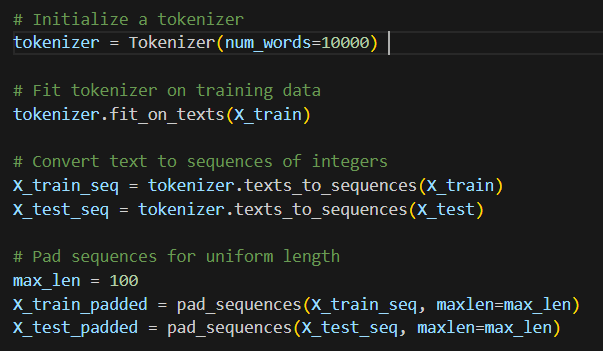 # Initialize a tokenizer
tokenizer = Tokenizer(num_words=10000)
# Fit tokenizer on training data
tokenizer.fit_on_texts(X_train)
# Convert text to sequences of integers
X_train_seq = tokenizer.texts_to_sequences(X_train)
X_test_seq = tokenizer.texts_to_sequences(X_test)
# Pad sequences for uniform length
max_len = 100
X_train_padded = pad_sequences(X_train_seq, maxlen=max_len)
X_test_padded = pad_sequences(X_test_seq, maxlen=max_len)